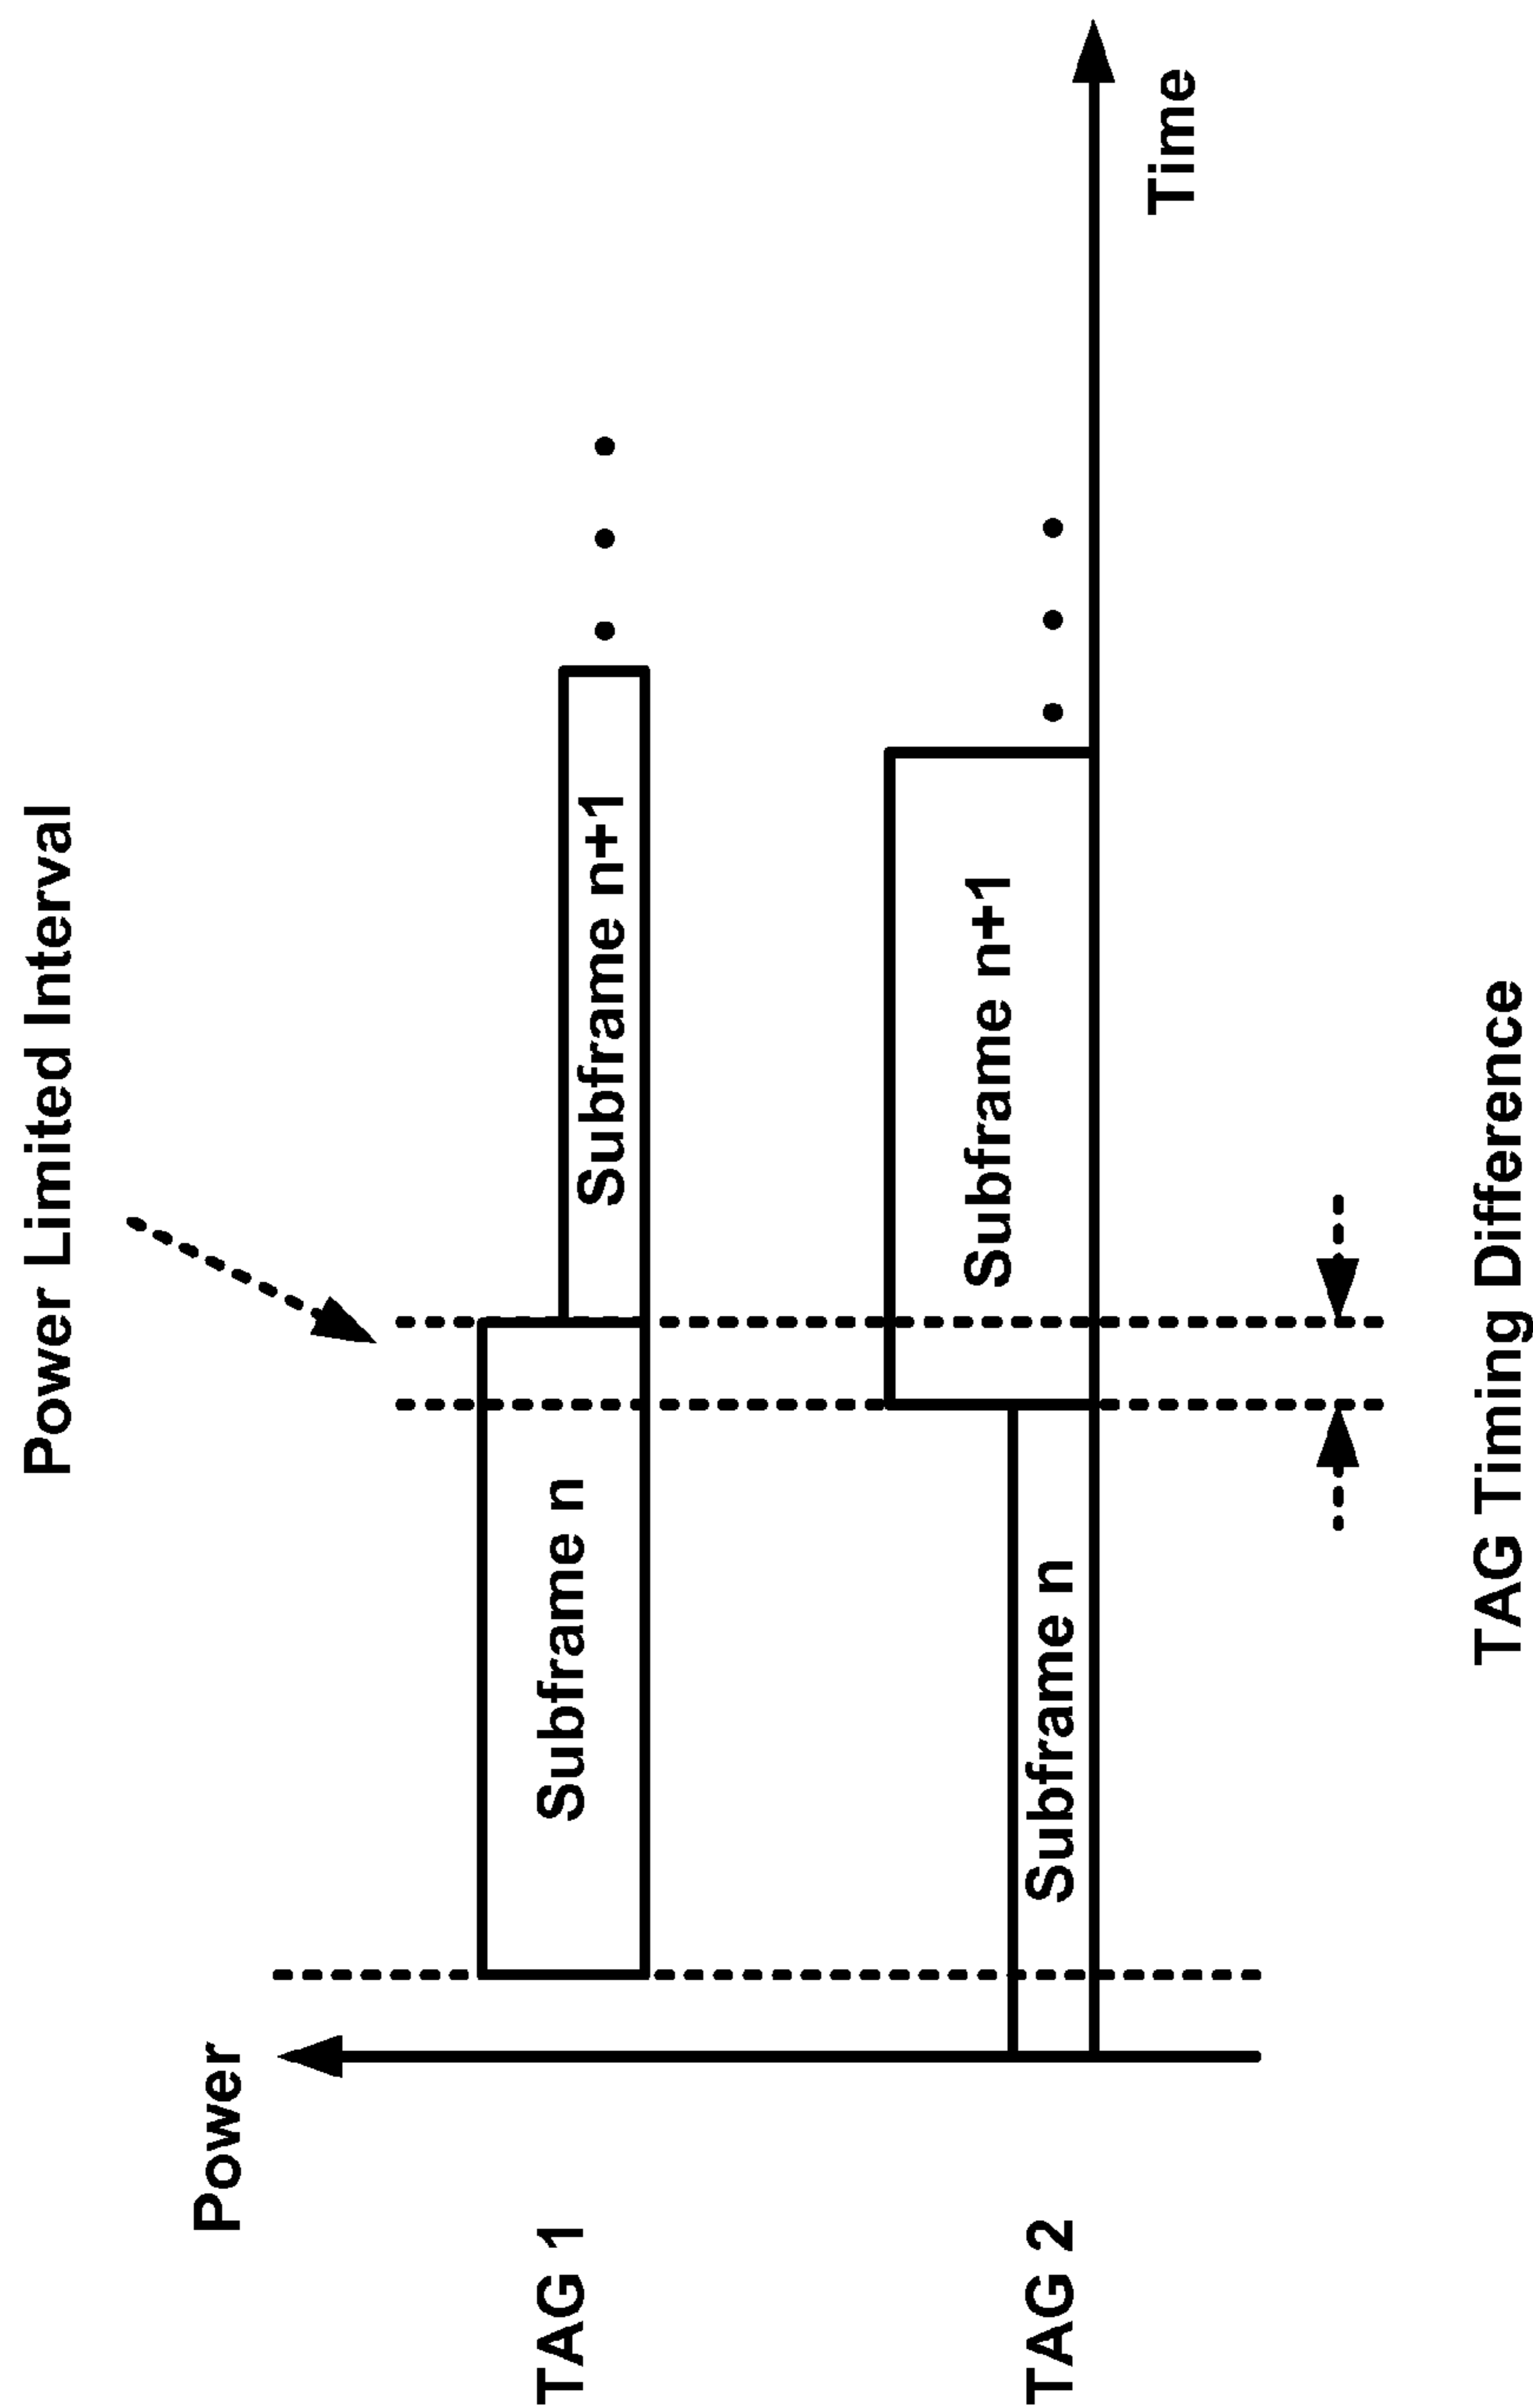 Power Limited Interval
Power
TAG 1
Subframe n
Subframe n+1
TAG 2
Subframe n
Subframe n+1
Time
TAG Timing Difference